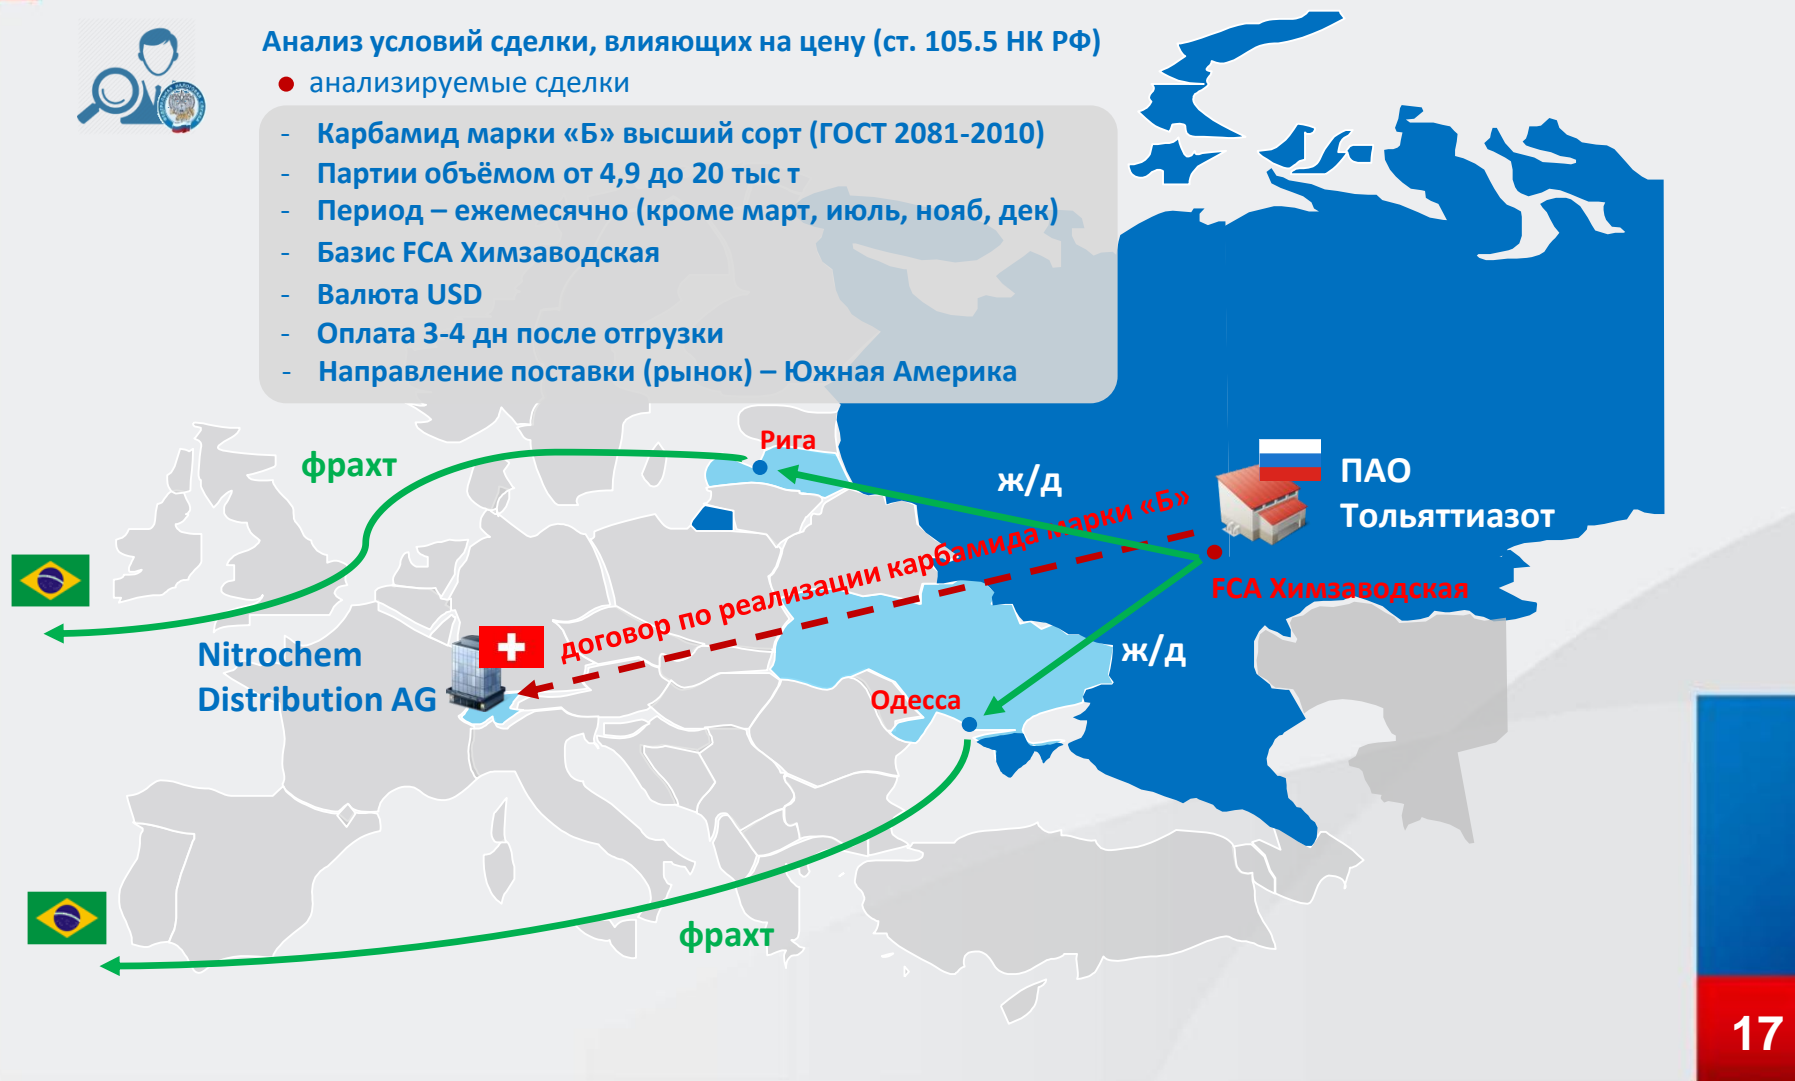 Анализ условий сделки, влияющих на цену (ст. 105.5 НК РФ)
анализируемые сделки
- Карбамид марки «Б» высший сорт (ГОСТ 2081-2010)
- Партии объёмом от 4,9 до 20 тыс т
- Период – ежемесячно (кроме март, июль, нояб, дек)
- Базис FCA Химзаводская
- Валюта USD
- Оплата 3-4 дн после отгрузки
- Направление поставки (рынок) – Южная Америка
Рига
фрахт
ж/д
ПАО
Тольяттиазот
договор по реализации карбамида марки «Б»
FCA Химзаводская
Nitrochem
Distribution AG
ж/д
Одесса
фрахт
17